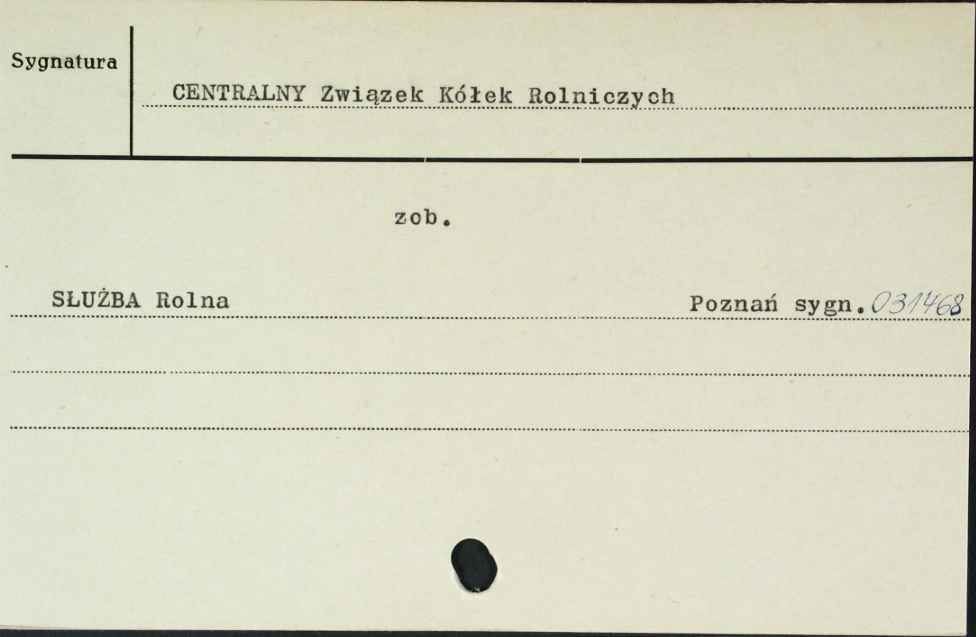 Sygnatura
CENTRALNY Związek Kółek Rolniczych
zob.
SŁUŻBA Rolna Poznań sygn. 031468